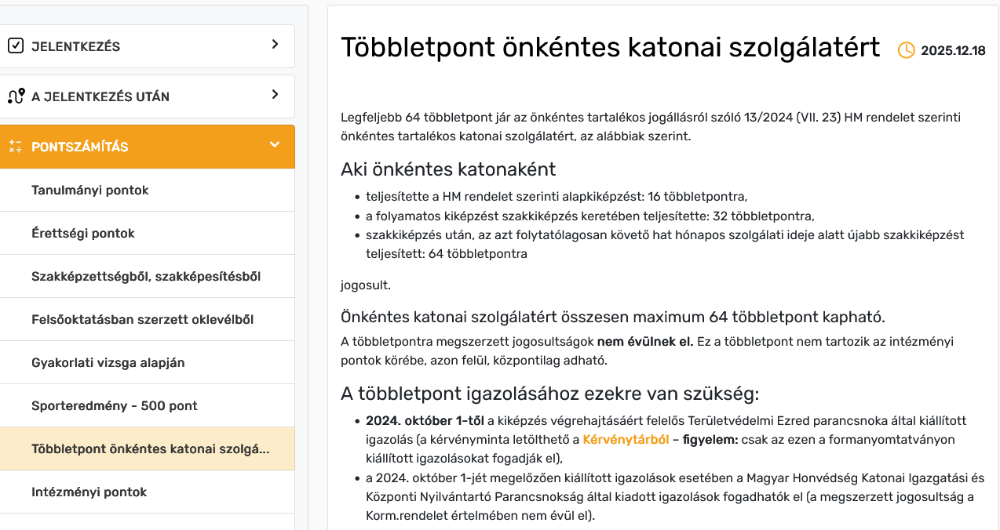 JELENTKEZÉS
A JELENTKEZÉS UTÁN
PONTSZÁMÍTÁS
Tanulmányi pontok
Érettségi pontok
Szakképzettségből, szakképesítésből
Felsőoktatásban szerzett oklevélből
Gyakorlati vizsga alapján
Sporteredmény - 500 pont
Többletpont önkéntes katonai szolgá...
Intézményi pontok
Többletpont önkéntes katonai szolgálatért
2025.12.18
Legfeljebb 64 többletpont jár az önkéntes tartalékos jogállásról szóló 13/2024 (VII. 23) HM rendelet szerinti
önkéntes tartalékos katonai szolgálatért, az alábbiak szerint.
Aki önkéntes katonaként
• teljesítette a HM rendelet szerinti alapkiképzést: 16 többletpontra,
• a folyamatos kiképzést szakkiképzés keretében teljesítette: 32 többletpontra,
• szakkiképzés után, az azt folytatólagosan követő hat hónapos szolgálati ideje alatt újabb szakkiképzést
teljesített: 64 többletpontra
jogosult.
Önkéntes katonai szolgálatért összesen maximum 64 többletpont kapható.
A többletpontra megszerzett jogosultságok nem évülnek el. Ez a többletpont nem tartozik az intézményi
pontok körébe, azon felül, központilag adható.
A többletpont igazolásához ezekre van szükség:
• 2024. október 1-től a kiképzés végrehajtásáért felelős Területvédelmi Ezred parancsnoka által kiállított
igazolás (a kérvényminta letölthető a Kérvénytárból – figyelem: csak az ezen a formanyomtatványon
kiállított igazolásokat fogadják el),
• a 2024. október 1-jét megelőzően kiállított igazolások esetében a Magyar Honvédség Katonai Igazgatási és
Központi Nyilvántartó Parancsnokság által kiadott igazolások fogadhatók el (a megszerzett jogosultság a
Korm.rendelet értelmében nem évül el).